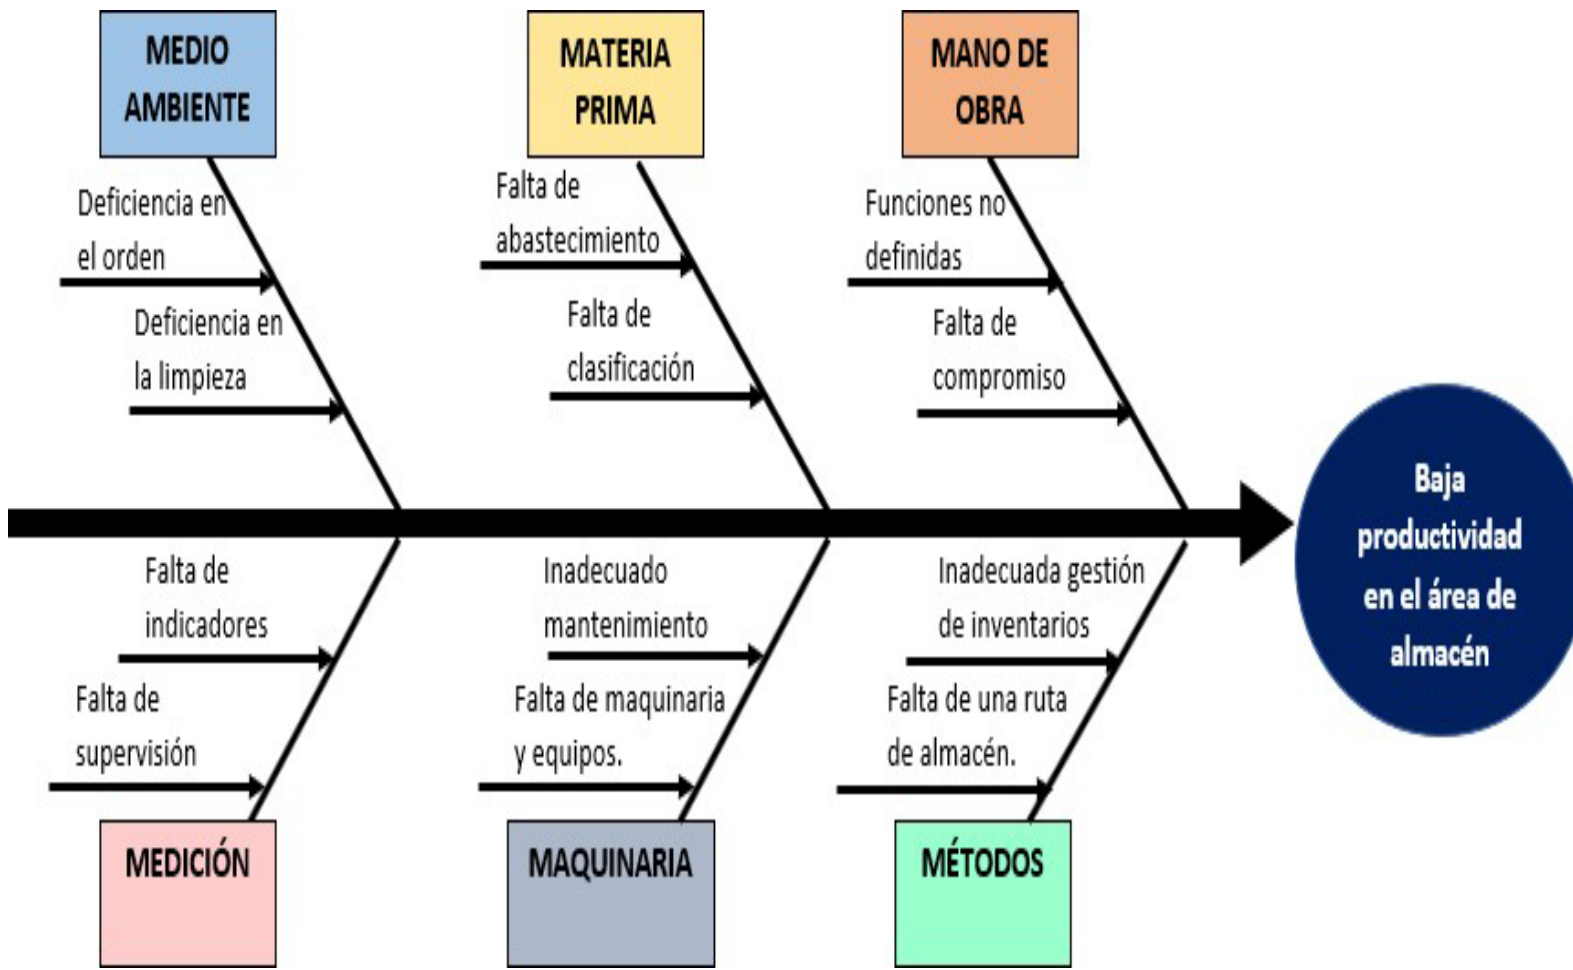 MEDIO
AMBIENTE
MATERIA
PRIMA
MANO DE
OBRA
Deficiencia en
el orden
Deficiencia en
la limpieza
Falta de
abastecimiento
Falta de
clasificación
Funciones no
definidas
Falta de
compromiso
Baja
productividad
en el área de
almacén
Falta de
indicadores
Falta de
supervisión
Inadecuado
mantenimiento
Falta de maquinaria
y equipos.
Inadecuada gestión
de inventarios
Falta de una ruta
de almacén.
MEDICIÓN
MAQUINARIA
MÉTODOS